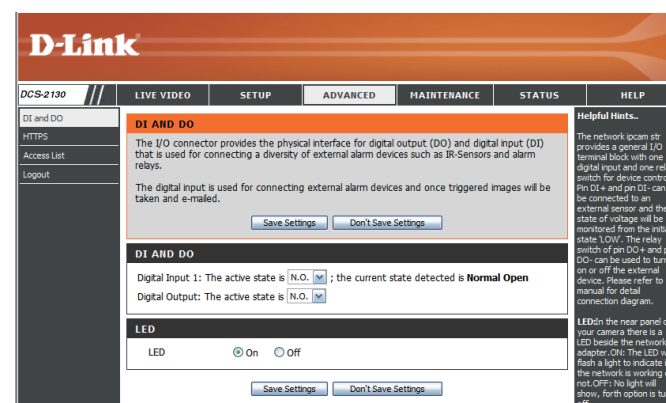 D-Link
DCS-2130
LIVE VIDEO
SETUP
ADVANCED
MAINTENANCE
STATUS
HELP
DI and DO
HTTPS
Access List
Logout
DI AND DO
The I/O connector provides the physical interface for digital output (DO) and digital input (DI)
that is used for connecting a diversity of external alarm devices such as IR-Sensors and alarm
relays.
The digital input is used for connecting external alarm devices and once triggered images will be
taken and e-mailed.
Save Settings
Don't Save Settings
DI AND DO
Digital Input 1: The active state is N.O. ; the current state detected is Normal Open
Digital Output: The active state is N.O.
LED
LED On Off
Save Settings
Don't Save Settings
Helpful Hints..
The network ipcam str
provides a general I/O
terminal block with one
digital input and one
switch for device
Pin DI+ and pin DI- can
be connected to an
external sensor and
state of voltage will be
monitored from the
state 'LOW'. The relay
switch of pin DO+ and
DO- can be used to
on or off the external
device. Please refer to
manual for detail
connection diagram.
LED:In the near panel
your camera there is a
LED beside the network
adapter.ON: The LED
flash a light to indicate
the network is working
not.OFF: No light will
show, forth option is